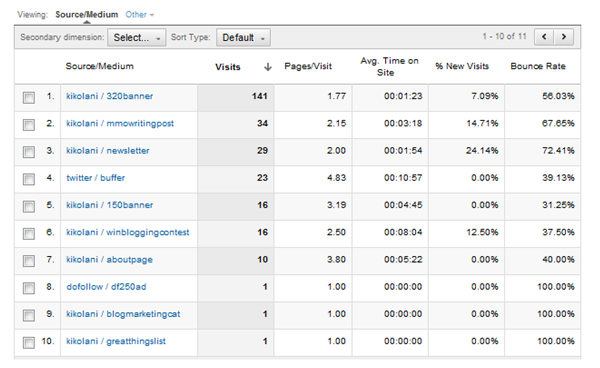 Viewing: Source/Medium Other
Secondary dimension: Select... Sort Type: Default 1 - 10 of 11
Source/Medium Visits Pages/Visit Avg. Time on Site % New Visits Bounce Rate
1. kikolani / 320banner 141 1.77 00:01:23 7.09% 56.03%
2. kikolani / mmowritingpost 34 2.15 00:03:18 14.71% 67.65%
3. kikolani / newsletter 29 2.00 00:01:54 24.14% 72.41%
4. twitter / buffer 23 4.83 00:10:57 0.00% 39.13%
5. kikolani / 150banner 16 3.19 00:04:45 0.00% 31.25%
6. kikolani / winbloggingcontest 16 2.50 00:08:04 12.50% 37.50%
7. kikolani / aboutpage 10 3.80 00:05:22 0.00% 40.00%
8. dofollow / df250ad 1 1.00 00:00:00 0.00% 100.00%
9. kikolani / blogmarketingcat 1 1.00 00:00:00 0.00% 100.00%
10. kikolani / greatthingslist 1 1.00 00:00:00 0.00% 100.00%